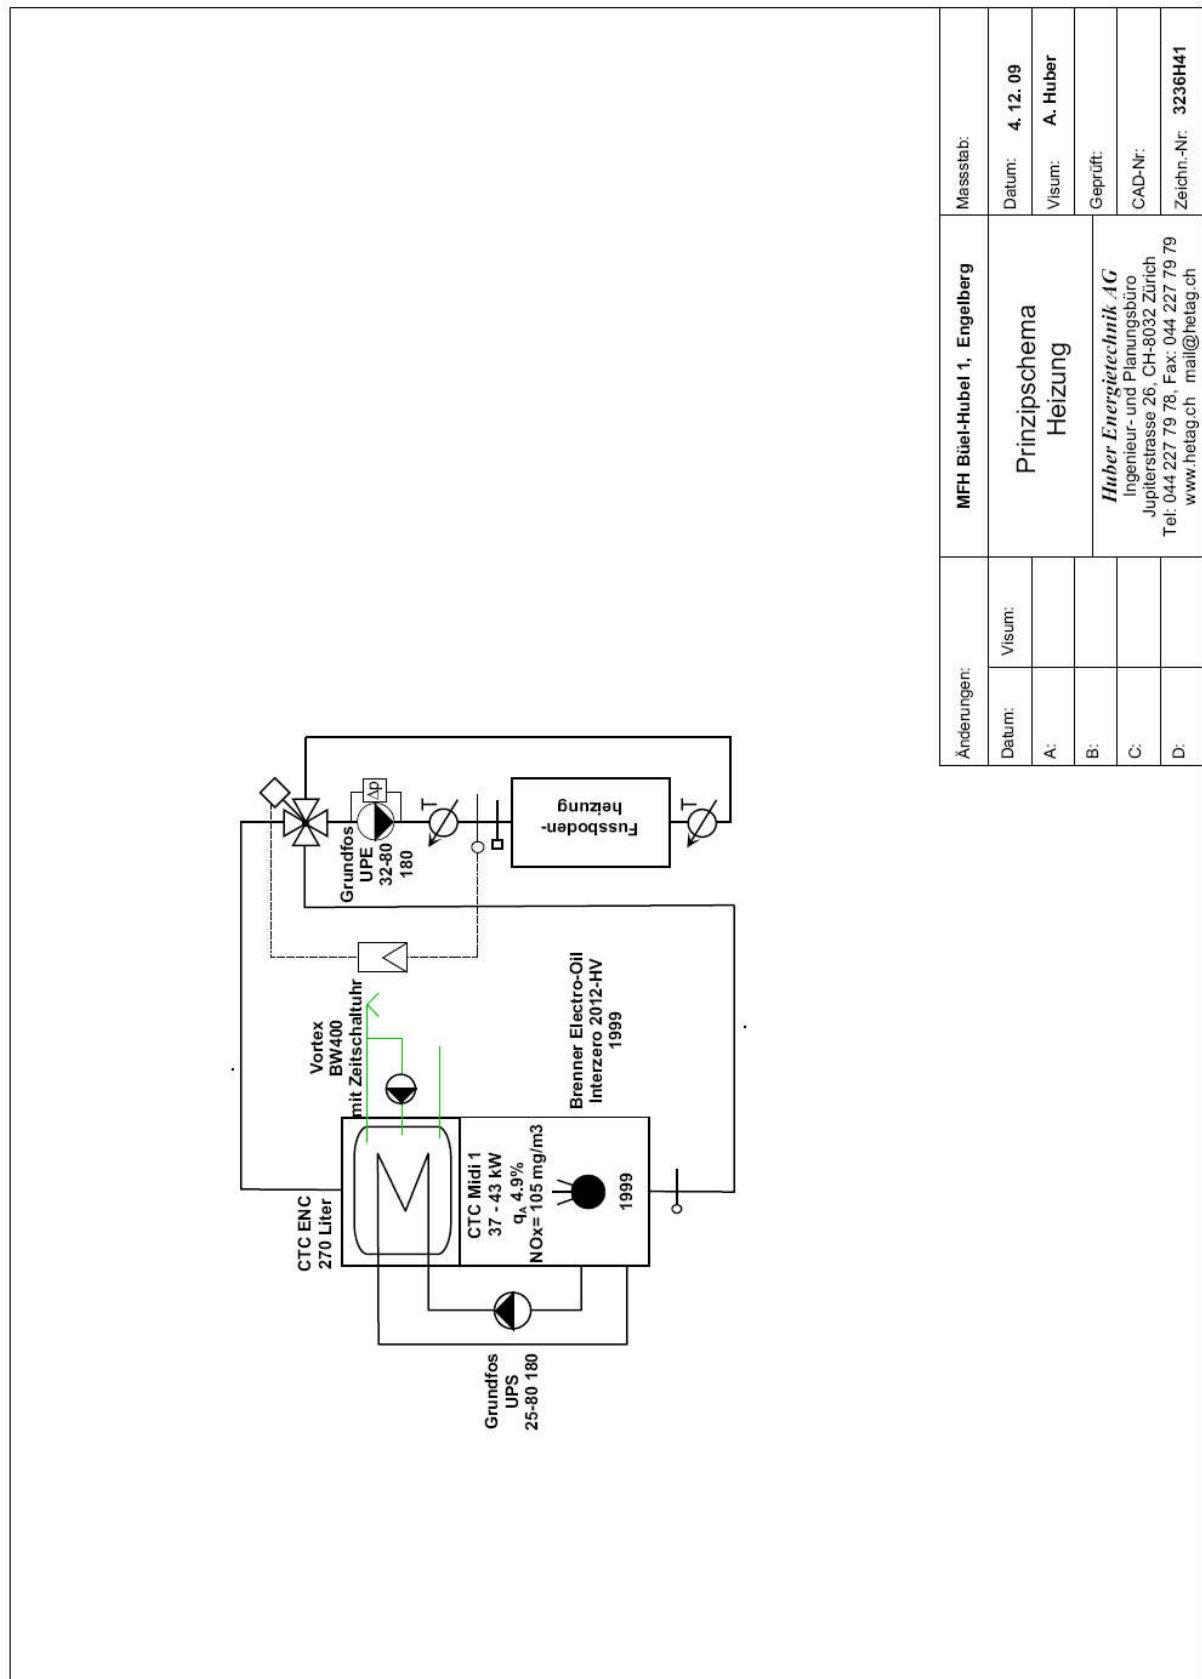 Grundfos
UPS
25-80 180
CTC ENC
270 Liter
CTC Midi 1
37 - 43 kW
qA 4.9%
NOx= 105 mg/m3
1999
Vortex
BW400
mit Zeitschaltuhr
Brenner Electro-Oil
Interzero 2012-HV
1999
Grundfos
UPE
32-80
180
Δp
T
Fussboden-
heizung
T
Änderungen:
Datum:
Visum:
A:
B:
C:
D:
MFH Büel-Hubel 1, Engelberg
Prinzipschema
Heizung
Huber Energietechnik AG
Ingenieur- und Planungsbüro
Jupiterstrasse 26, CH-8032 Zürich
Tel: 044 227 79 78, Fax: 044 227 79 79
www.hetag.ch mail@hetag.ch
Massstab:
Datum: 4. 12. 09
Visum: A. Huber
Geprüft:
CAD-Nr:
Zeichn.-Nr: 3236H41